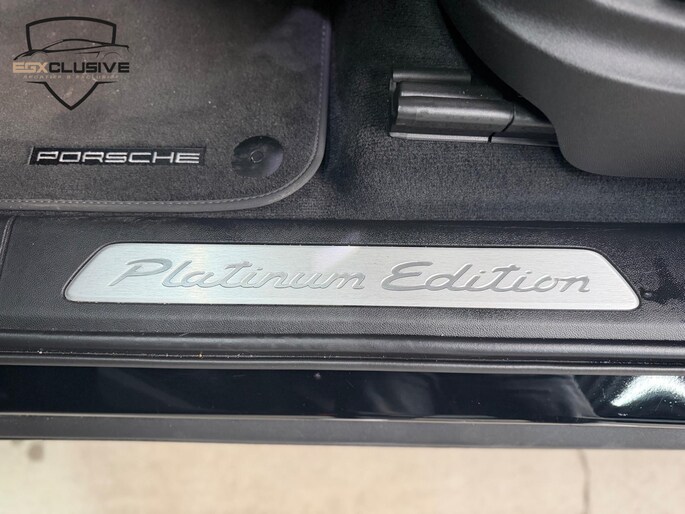 EGXCLUSIVE
PORSCHE
Platinum Edition